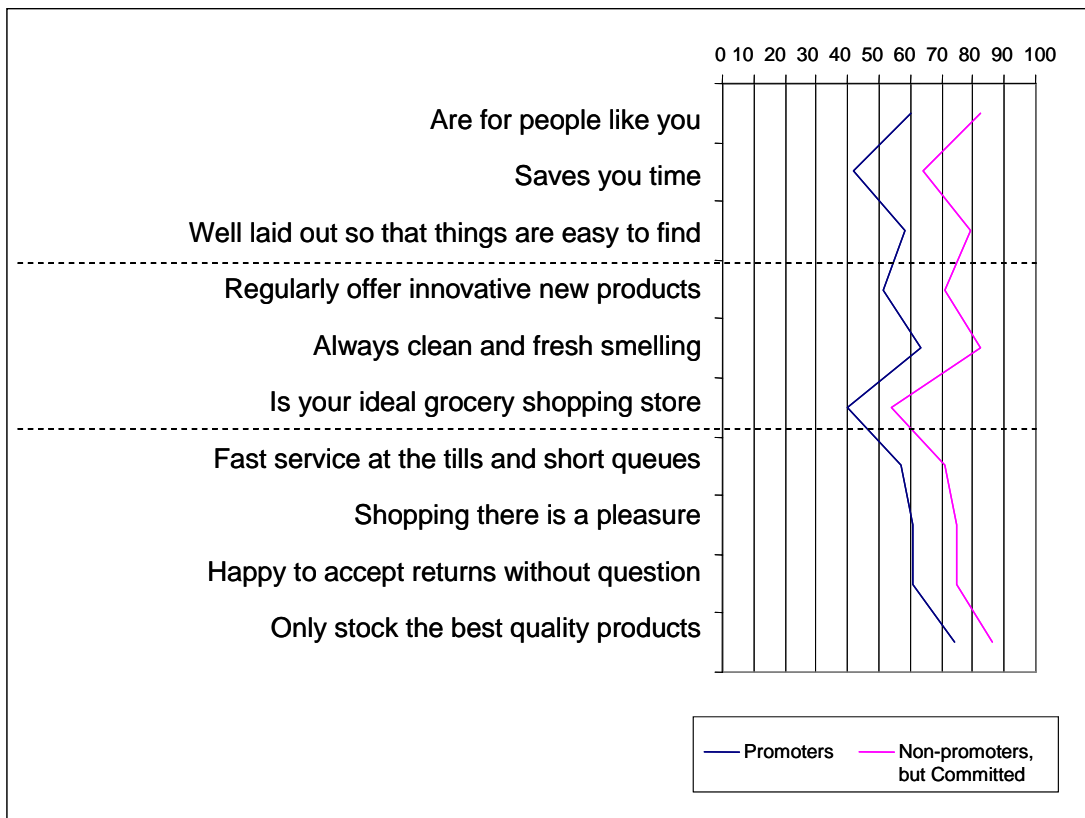 0 10 20 30 40 50 60 70 80 90 100
Are for people like you
Saves you time
Well laid out so that things are easy to find
Regularly offer innovative new products
Always clean and fresh smelling
Is your ideal grocery shopping store
Fast service at the tills and short queues
Shopping there is a pleasure
Happy to accept returns without question
Only stock the best quality products
Promoters
Non-promoters,
but Committed